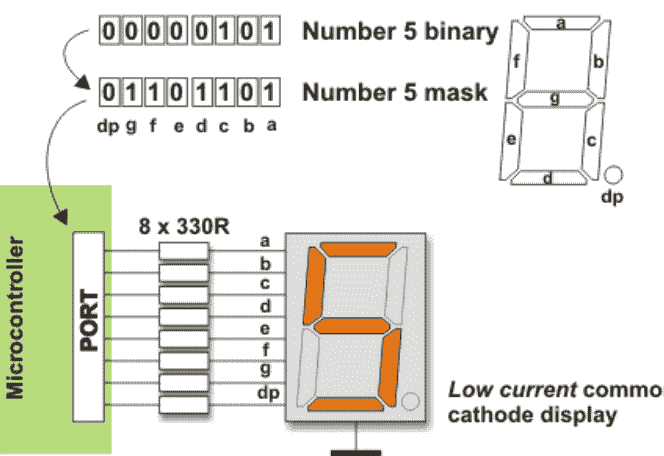 00000101 Number 5 binary
01101101 Number 5 mask
dp g f e d c b a
a
f
b
g
e
c
d
dp
8 x 330R
Microcontroller
PORT
a
b
c
d
e
f
g
dp
Low current commo
cathode display